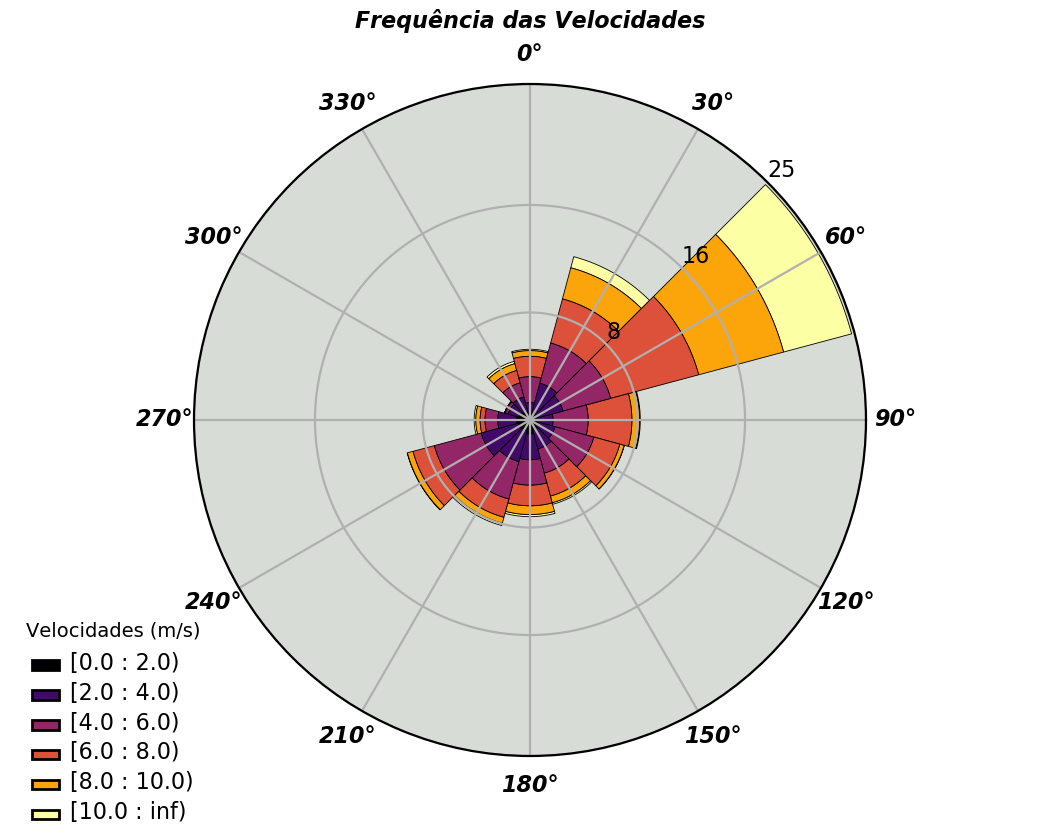 Frequência das Velocidades
0°
330°
30°
25
300°
60°
16
8
270°
90°
240°
120°
210°
150°
180°
Velocidades (m/s)
[0.0 : 2.0)
[2.0 : 4.0)
[4.0 : 6.0)
[6.0 : 8.0)
[8.0 : 10.0)
[10.0 : inf)